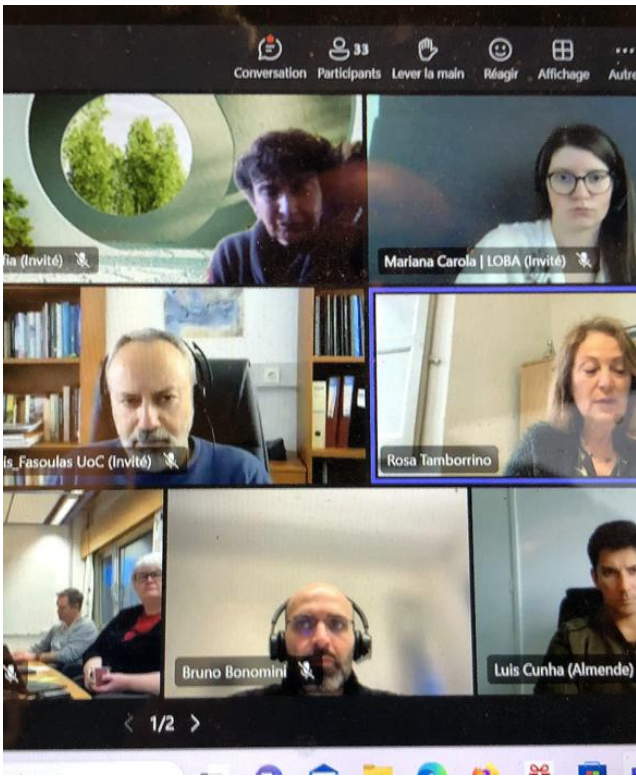 33
Conversation Participants Lever la main Réagir Affichage Autre
fia (Invité)
Mariana Carola | LOBA (Invité)
is_Fasoulas UoC (Invité)
Rosa Tamborrino
Bruno Bonomini
Luis Cunha (Almende)
1/2